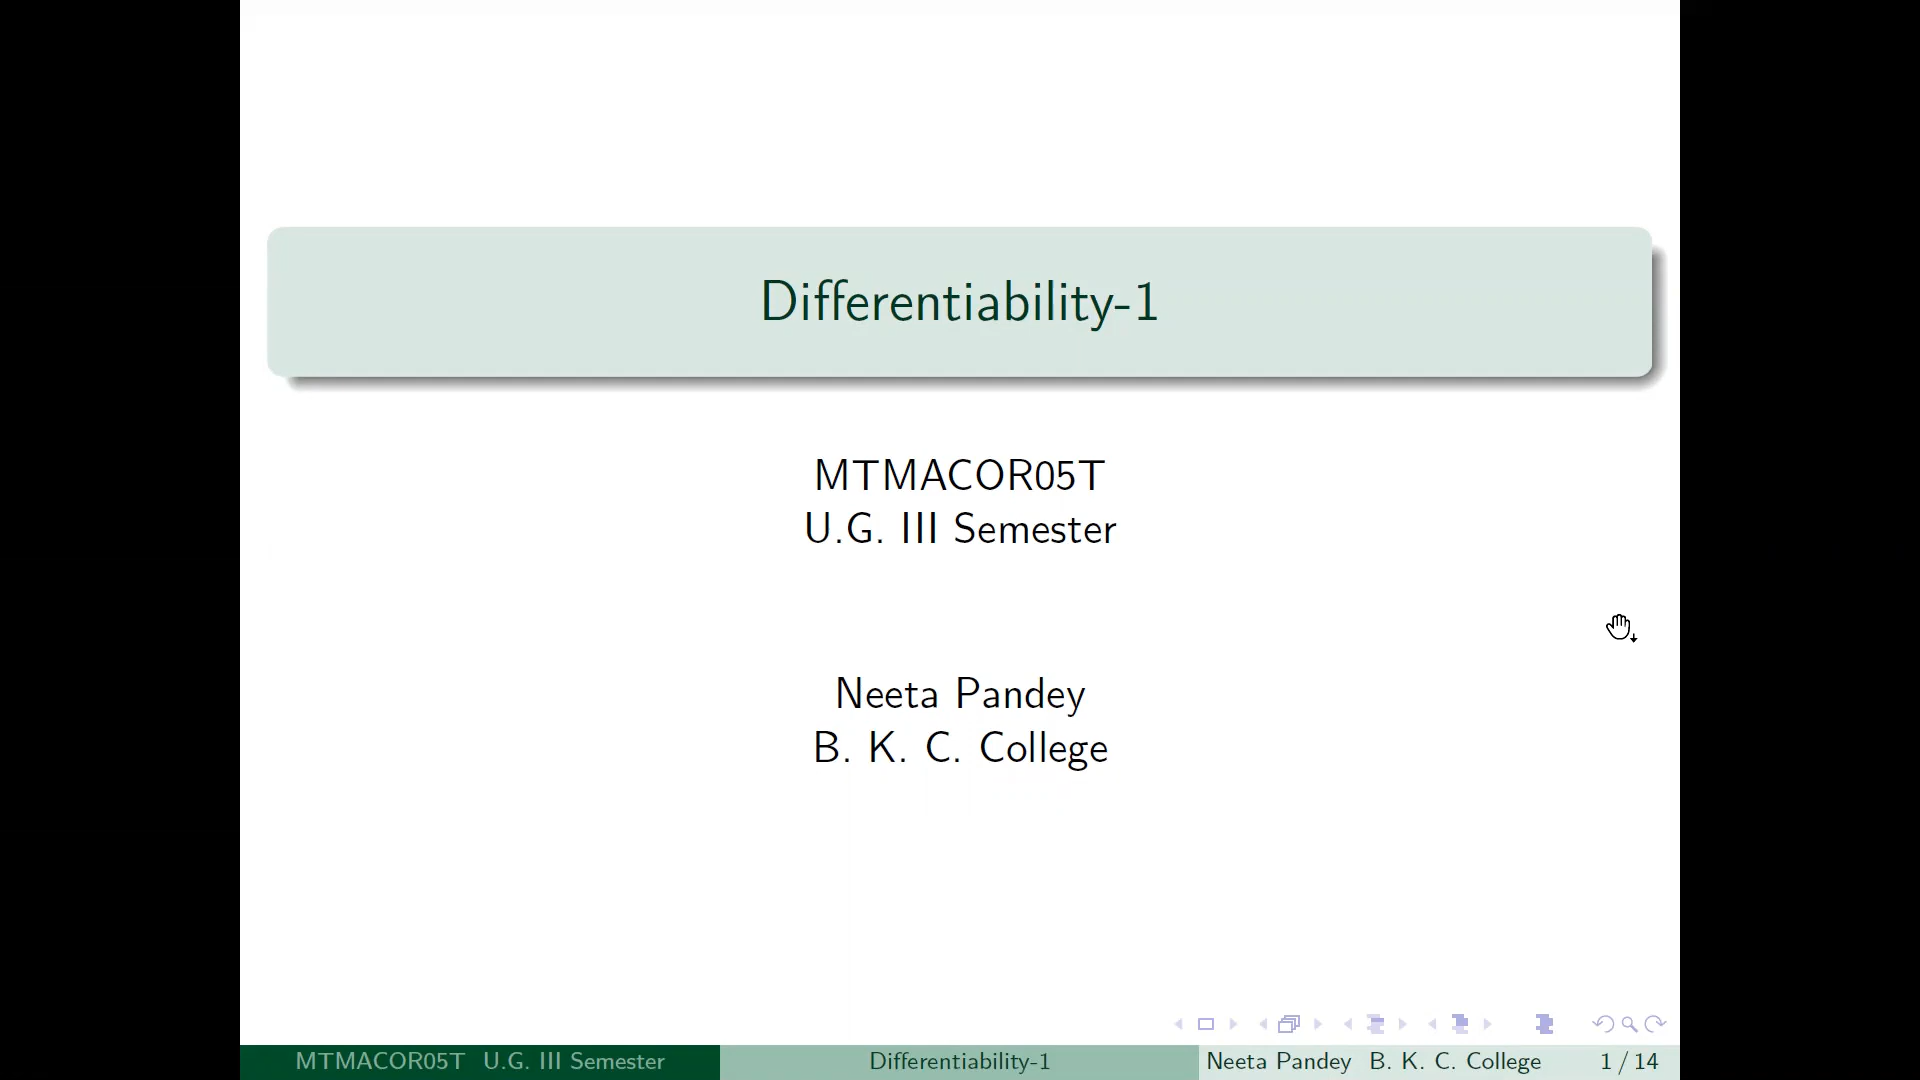 Differentiability-1
MTMACOR05T
U.G. III Semester
Neeta Pandey
B. K. C. College
MTMACOR05T U.G. III Semester
Differentiability-1
Neeta Pandey B. K. C. College
1 / 14